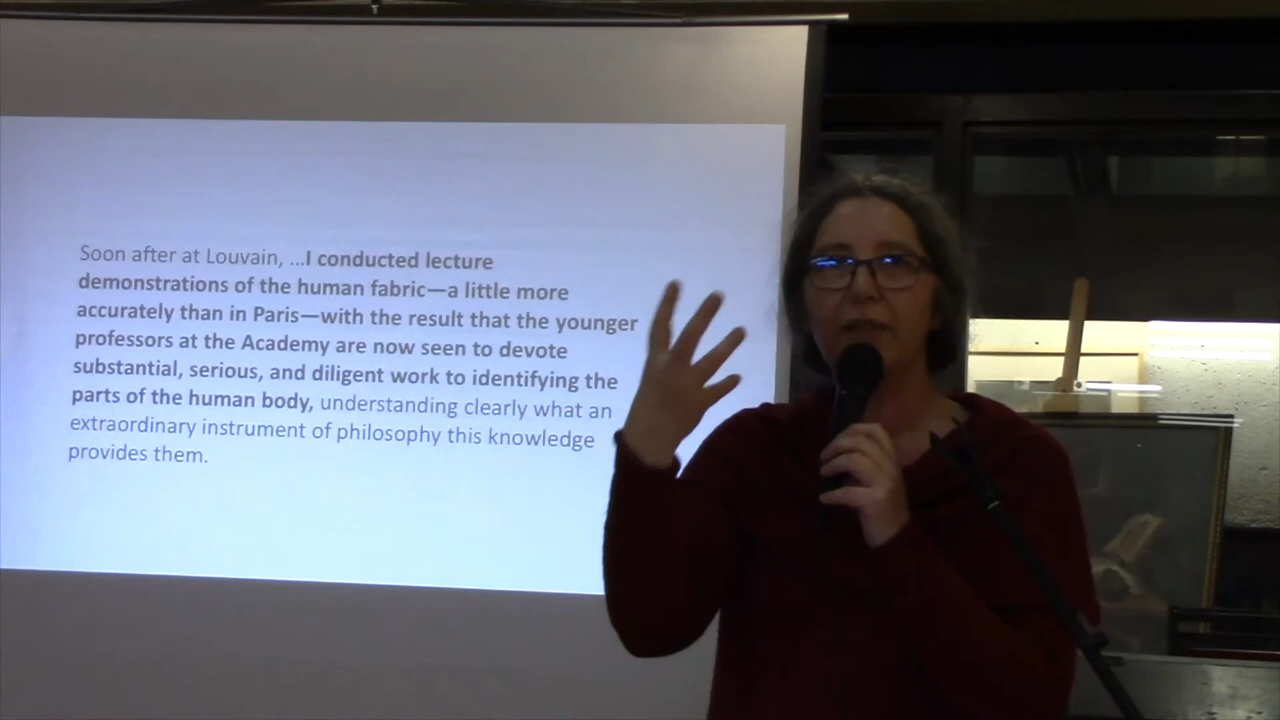 Soon after at Louvain, ...I conducted lecture
demonstrations of the human fabric—a little more
accurately than in Paris—with the result that the younger
professors at the Academy are now seen to devote
substantial, serious, and diligent work to identifying the
parts of the human body, understanding clearly what an
extraordinary instrument of philosophy this knowledge
provides them.